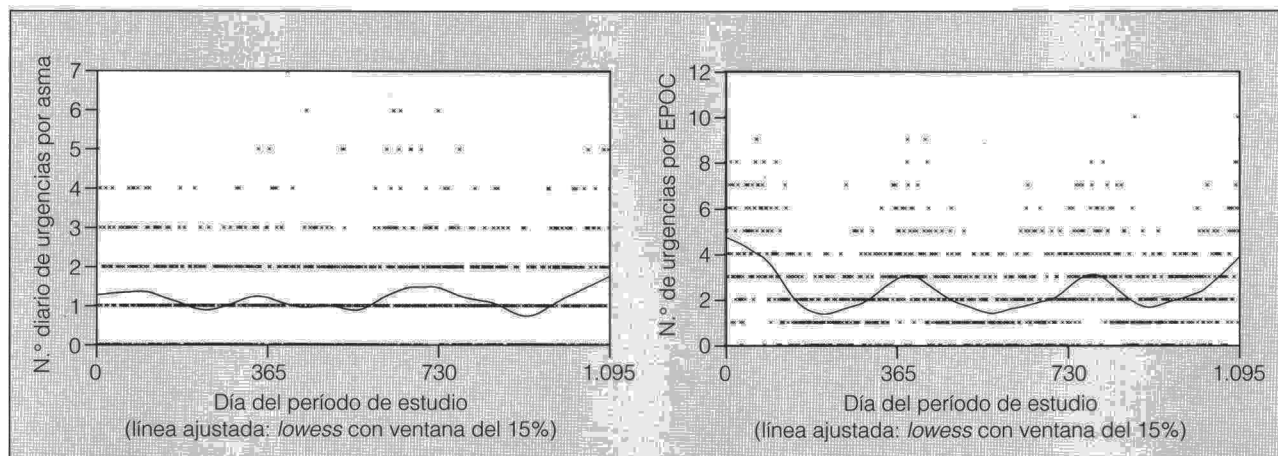 N.° diario de urgencias por asma
7
6
5
4
3
2
1
0
0 365 730 1.095
Día del período de estudio
(línea ajustada: lowess con ventana del 15%)
N.° de urgencias por EPOC
12
10
8
6
4
2
0
0 365 730 1.095
Día del período de estudio
(línea ajustada: lowess con ventana del 15%)